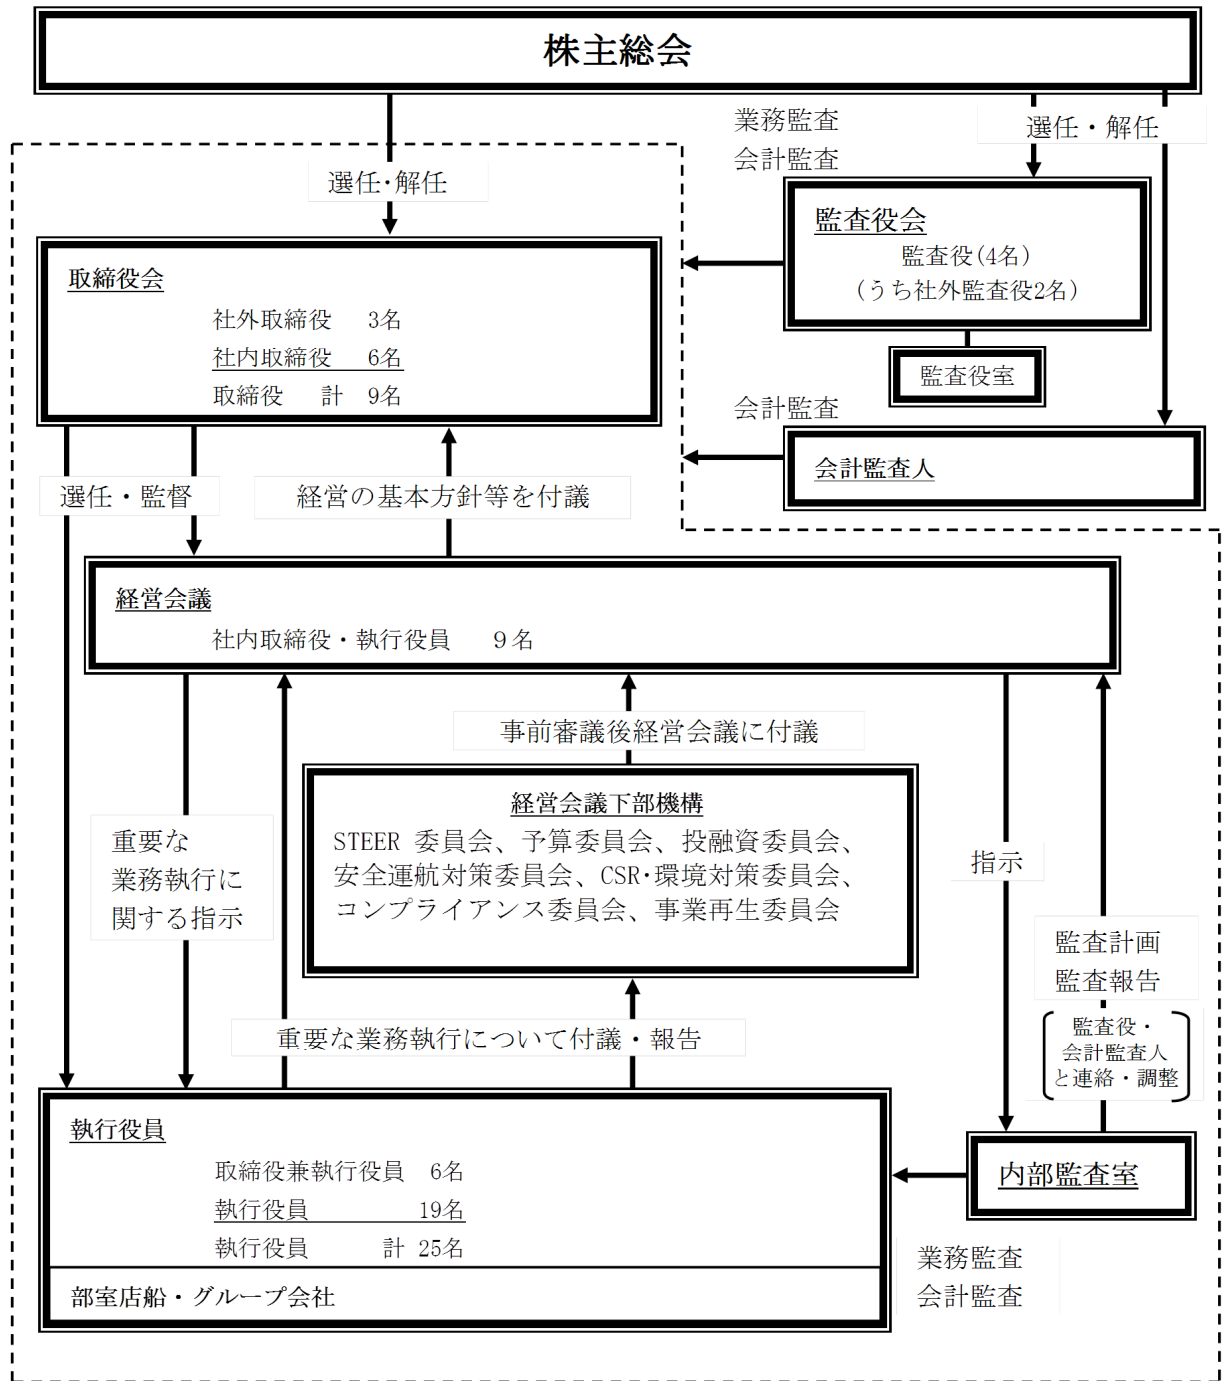 株主総会
選任・解任
業務監査
会計監査
選任・解任
監査役会
監査役(4名)
(うち社外監査役2名)
監査役室
取締役会
社外取締役 3名
社内取締役 6名
取締役 計 9名
会計監査
会計監査人
選任・監督
経営の基本方針等を付議
経営会議
社内取締役・執行役員 9名
事前審議後経営会議に付議
経営会議下部機構
STEER 委員会、予算委員会、投融資委員会、
安全運航対策委員会、CSR・環境対策委員会、
コンプライアンス委員会、事業再生委員会
重要な
業務執行に
関する指示
指示
監査計画
監査報告
監査役・
会計監査人
と連絡・調整
重要な業務執行について付議・報告
執行役員
取締役兼執行役員 6名
執行役員 19名
執行役員 計 25名
部室店船・グループ会社
内部監査室
業務監査
会計監査